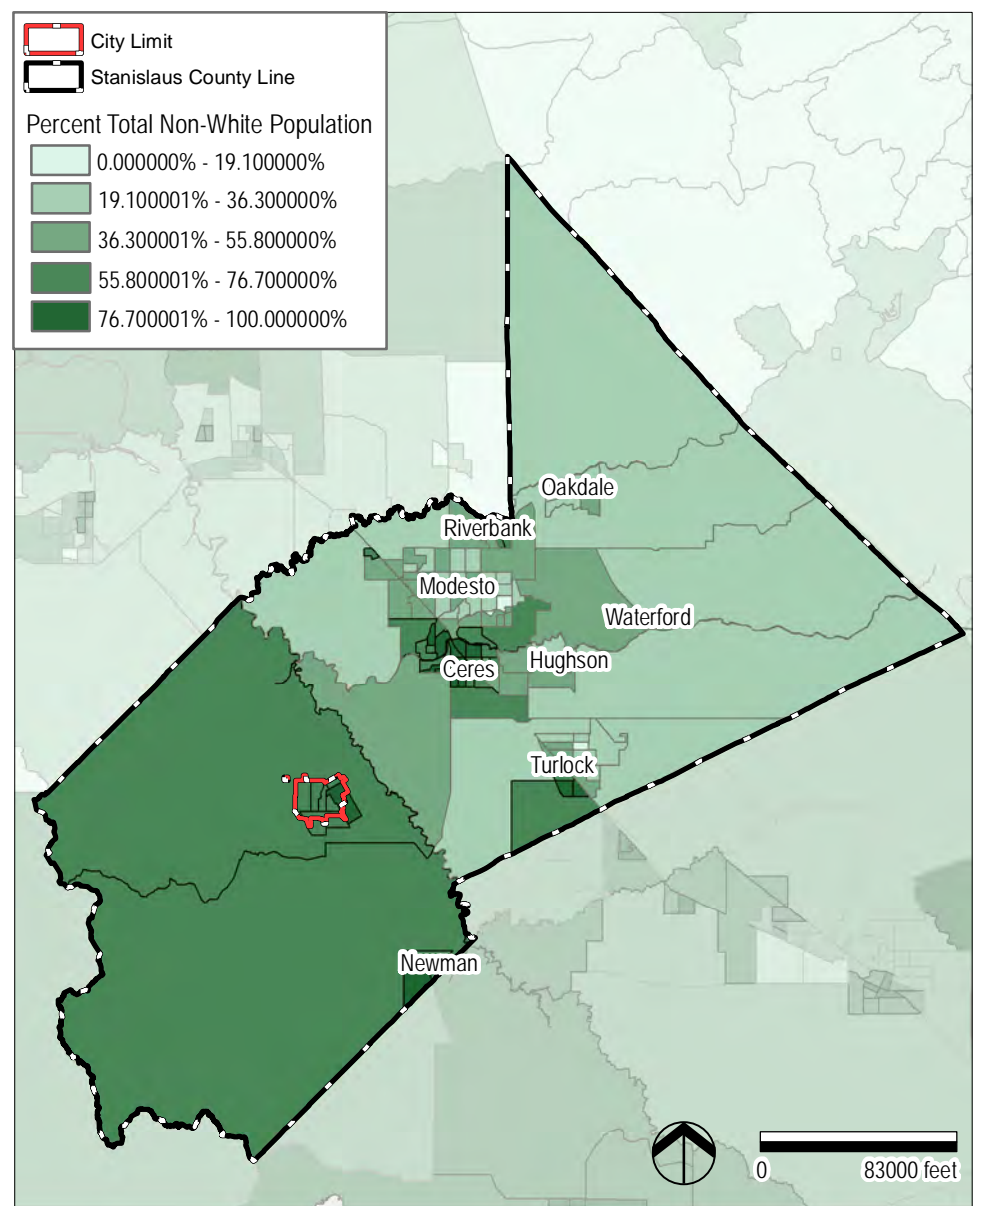 City Limit
Stanislaus County Line
Percent Total Non-White Population
0.000000% - 19.100000%
19.100001% - 36.300000%
36.300001% - 55.800000%
55.800001% - 76.700000%
76.700001% - 100.000000%
Oakdale
Riverbank
Modesto
Waterford
Hughson
Ceres
Turlock
Newman
0 83000 feet